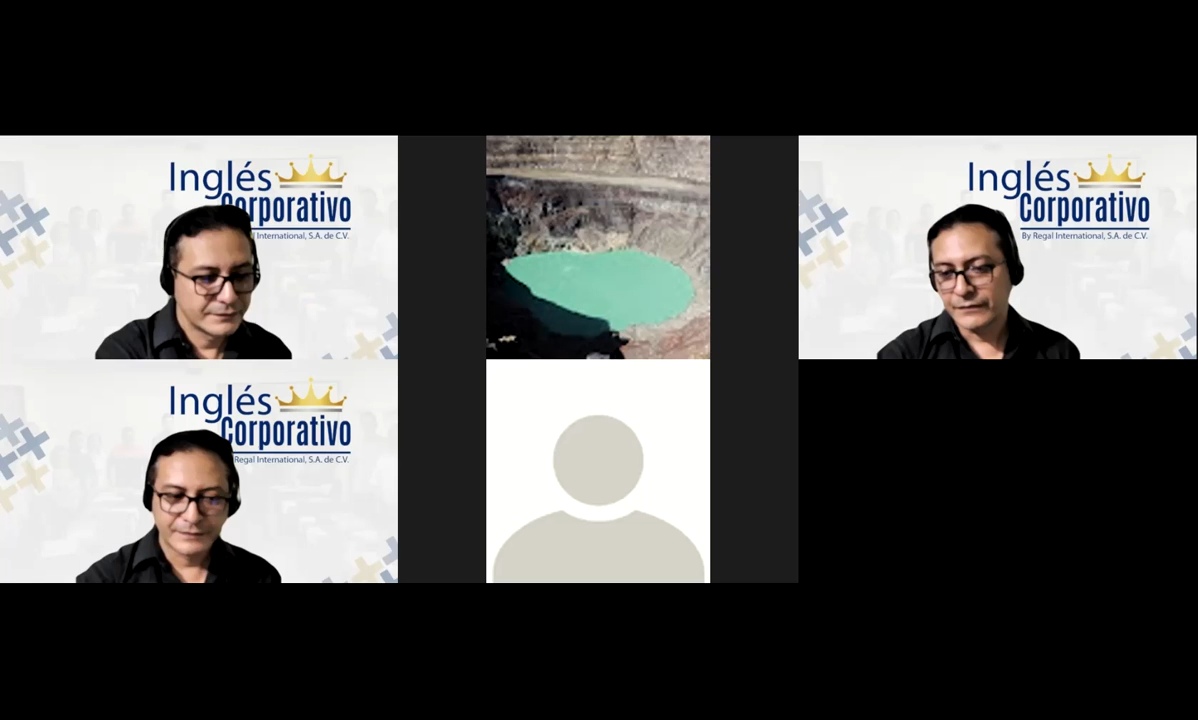 Inglés
Corporativo
International, S.A. de C.V.
Inglés
Corporativo
By Regal International, S.A. de C.V.
Inglés
Corporativo
Regal International, S.A. de C.V.